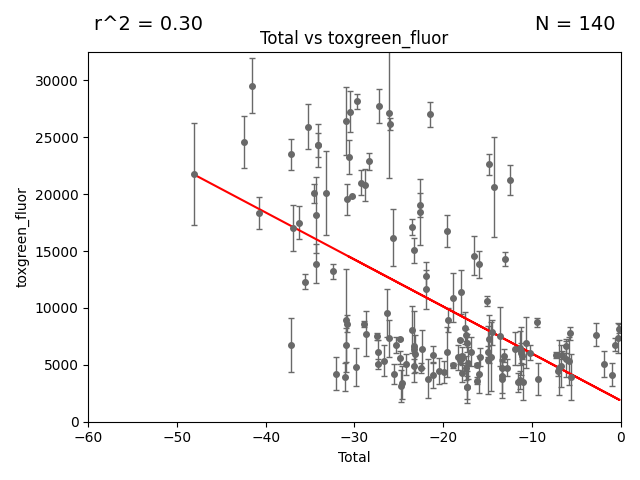 r^2 = 0.30
N = 140
Total vs toxgreen_fluor
30000
25000
20000
15000
10000
5000
0
toxgreen_fluor
−60
−50
−40
−30
−20
−10
0
Total